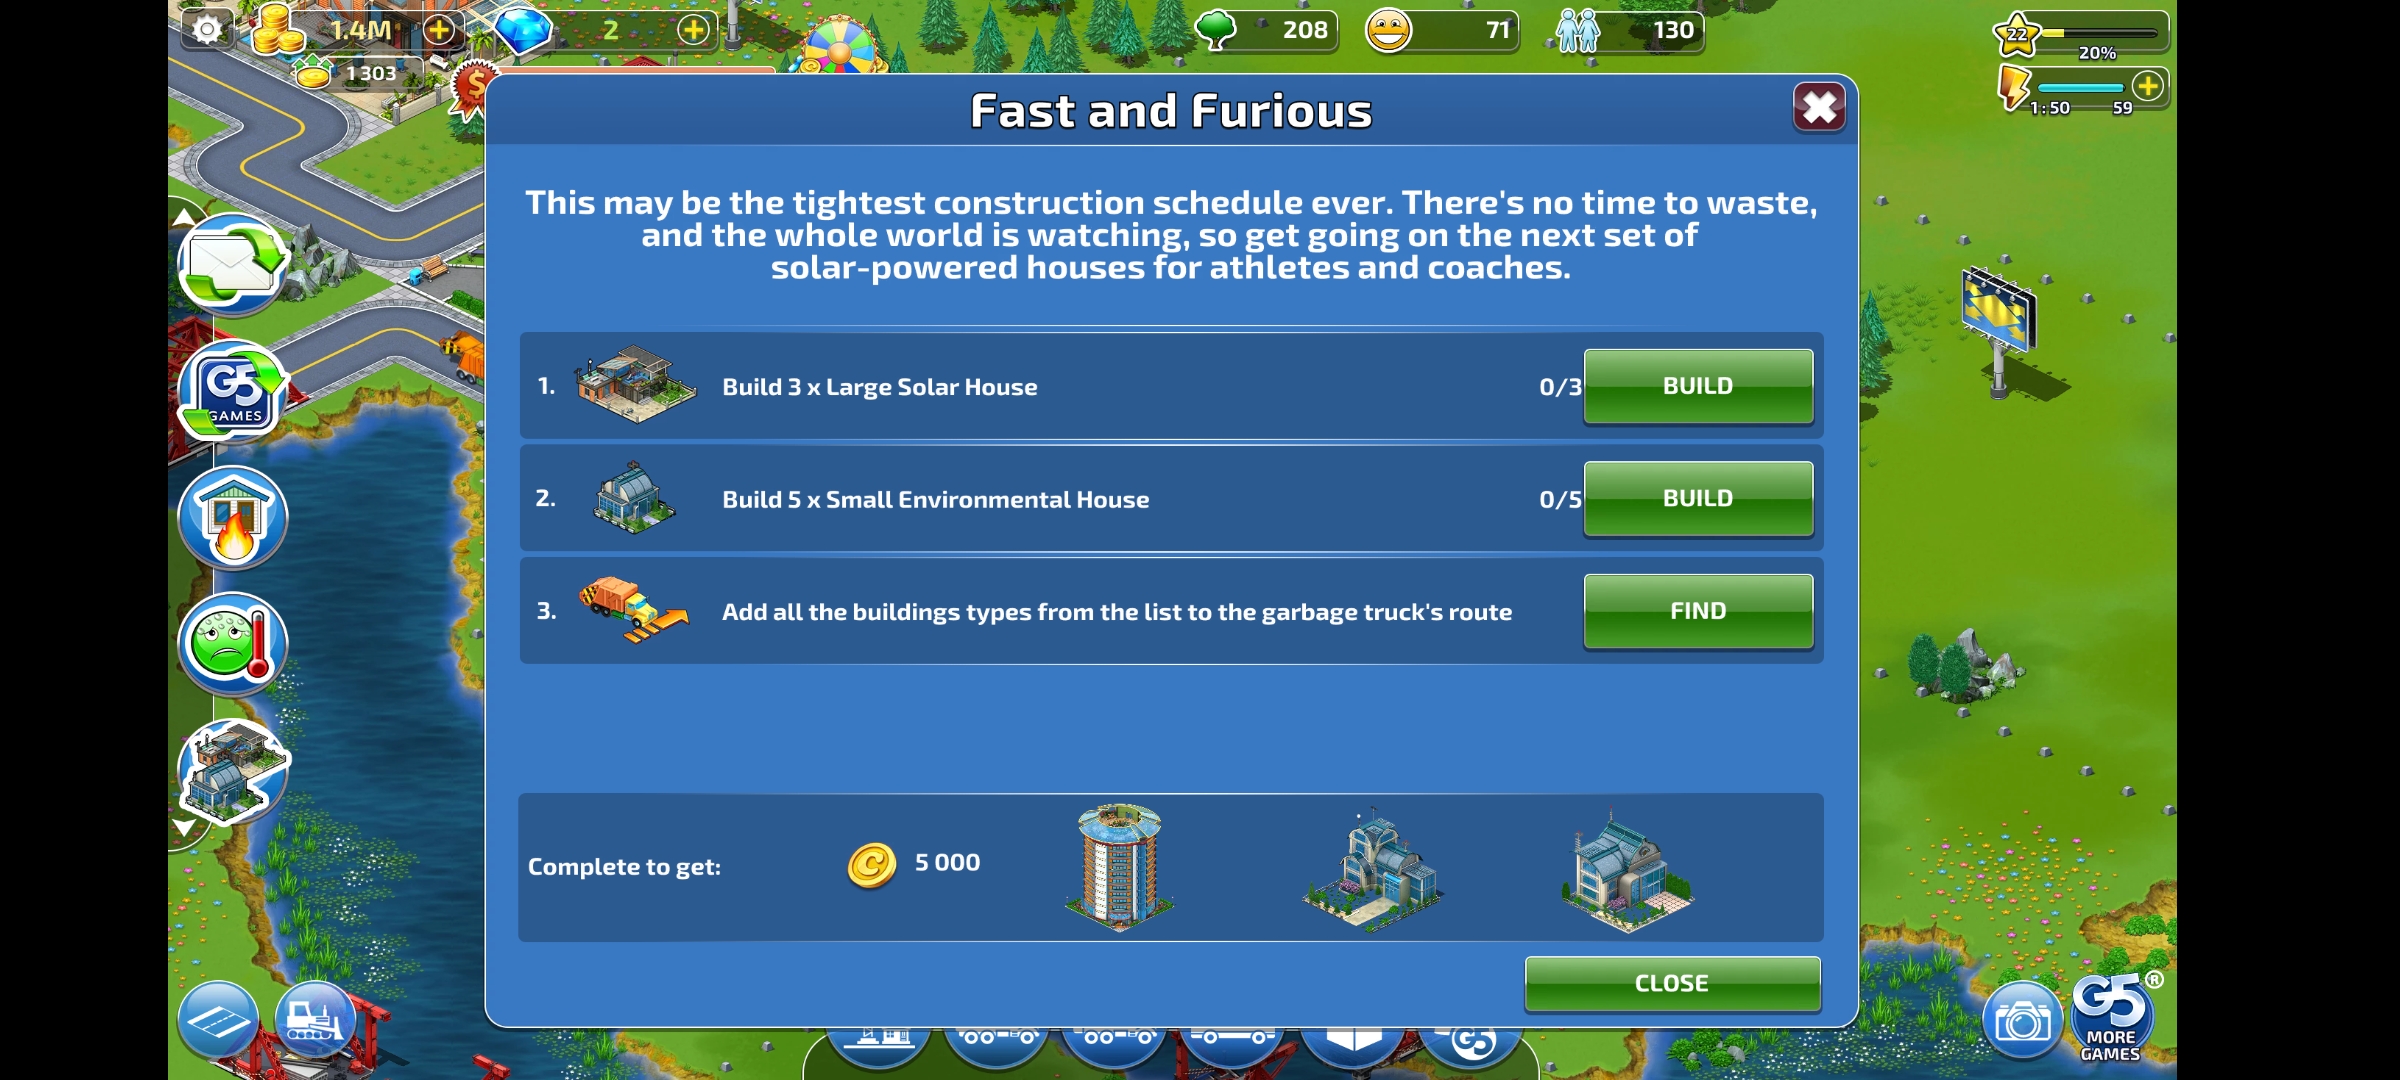 1.4M
2
208
71
130
22
20%
1 303
$
1:50
59
Fast and Furious
This may be the tightest construction schedule ever. There's no time to waste,
and the whole world is watching, so get going on the next set of
solar-powered houses for athletes and coaches.
G5
GAMES
1.
Build 3 x Large Solar House
0/3
BUILD
2.
Build 5 x Small Environmental House
0/5
BUILD
3.
Add all the buildings types from the list to the garbage truck's route
FIND
Complete to get:
C
5 000
CLOSE
G5
G5®
MORE
GAMES